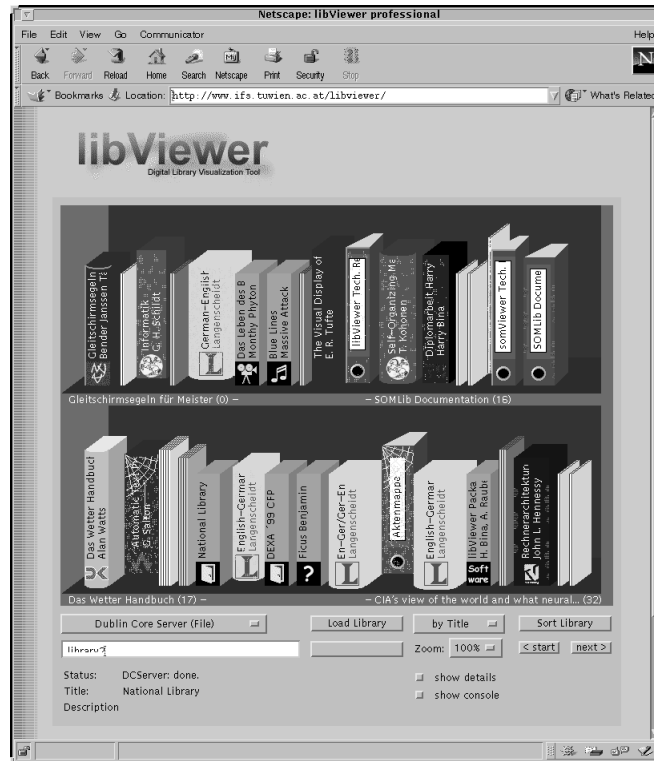 Netscape: libViewer professional
File Edit View Go Communicator Help
Back Forward Reload Home Search Netscape Print Security Stop
Bookmarks Location: http://www.ifs.tuwien.ac.at/libviewer/ What's Related
libViewer
Digital Library Visualization Tool
Gleitschirmsegeln
Bender Janssen Tä
Informatik
G. H. Schildt
German-English
Langenscheidt
Das Leben des B
Monthy Phyton
Blue Lines
Massive Attack
The Visual Display of
E. R. Tufte
libViewer Tech. Re
Self-Organizing Ma
T. Kohonen
Diplomarbeit Harry
Harry Bina
somViewer Tech.
SOMLib Docume
Gleitschirmsegeln für Meister (0) –
– SOMLib Documentation (16)
Das Wetter Handbuch
Alan Watts
Automatic
G. Salton
National Library
English-German
Langenscheidt
DEXA '99 CFP
Ficus Benjamin
?
En-Ger/Ger-En
Langenscheidt
Aktenmappe
English-German
Langenscheidt
libViewer Packa
H. Bina, A. Raube
Soft
ware
Rechnerarchitektur
John L. Hennessy
Das Wetter Handbuch (17) –
– CIA's view of the world and what neural... (32)
Dublin Core Server (File) Load Library by Title Sort Library
library2 Zoom: 100% < start next >
Status: DCServer: done.
Title: National Library
Description
show details
show console